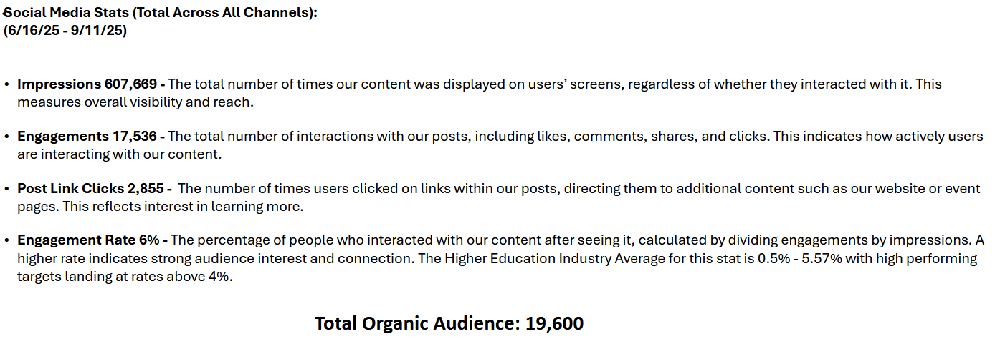 Social Media Stats (Total Across All Channels):
(6/16/25 - 9/11/25)
• Impressions 607,669 - The total number of times our content was displayed on users’ screens, regardless of whether they interacted with it. This
measures overall visibility and reach.
• Engagements 17,536 - The total number of interactions with our posts, including likes, comments, shares, and clicks. This indicates how actively users
are interacting with our content.
• Post Link Clicks 2,855 - The number of times users clicked on links within our posts, directing them to additional content such as our website or event
pages. This reflects interest in learning more.
• Engagement Rate 6% - The percentage of people who interacted with our content after seeing it, calculated by dividing engagements by impressions. A
higher rate indicates strong audience interest and connection. The Higher Education Industry Average for this stat is 0.5% - 5.57% with high performing
targets landing at rates above 4%.
Total Organic Audience: 19,600